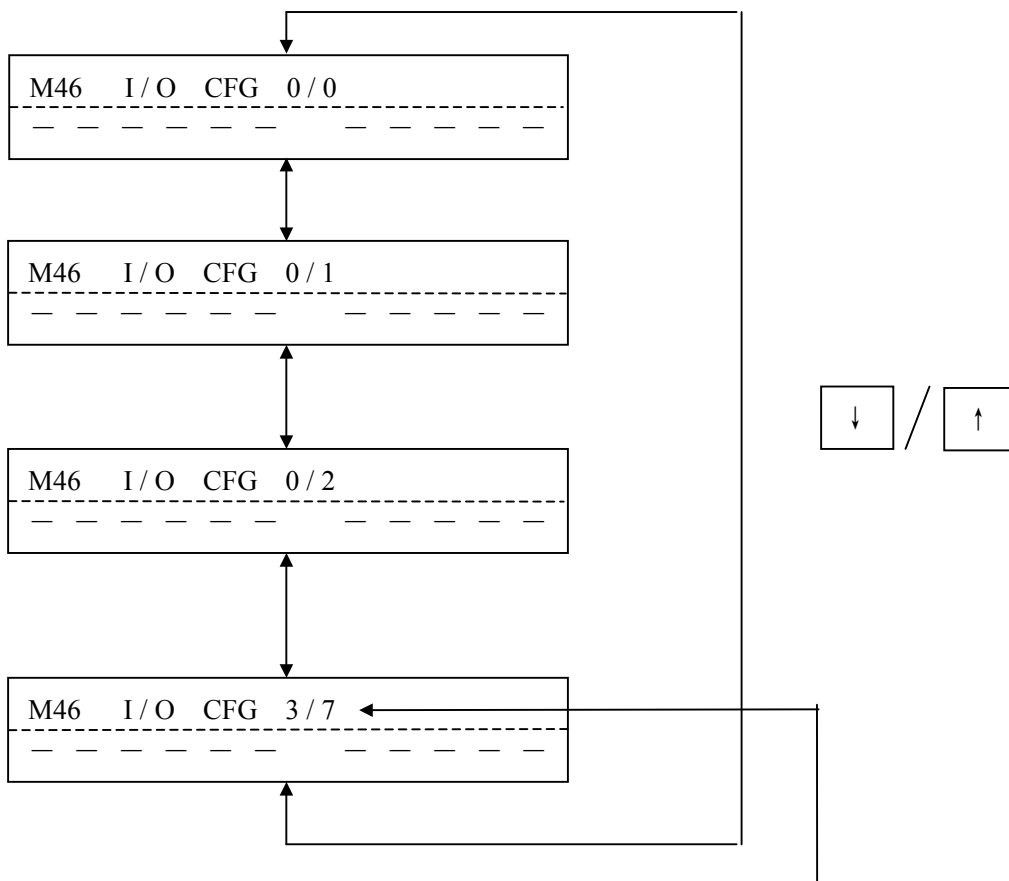 M46 I / O CFG 0 / 0
— — — — — — — — — — —
M46 I / O CFG 0 / 1
— — — — — — — — — — —
M46 I / O CFG 0 / 2
— — — — — — — — — — —
↓ / ↑
M46 I / O CFG 3 / 7
— — — — — — — — — — —